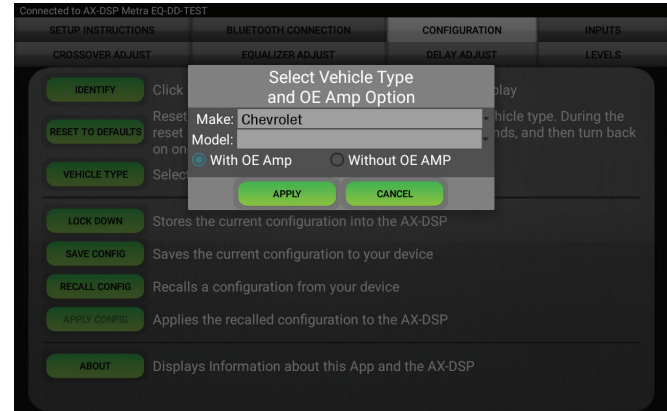 Connected to AX-DSP Metra EQ-DD-TEST
SETUP INSTRUCTIONS BLUETOOTH CONNECTION CONFIGURATION INPUTS
CROSSOVER ADJUST EQUALIZER ADJUST DELAY ADJUST LEVELS
Select Vehicle Type
and OE Amp Option
Make: Chevrolet
Model:
With OE Amp Without OE AMP
APPLY CANCEL
IDENTIFY Click play
Reset hicle type. During the
RESET TO DEFAULTS reset nds, and then turn back
on on
VEHICLE TYPE Select
LOCK DOWN Stores the current configuration into the AX-DSP
SAVE CONFIG Saves the current configuration to your device
RECALL CONFIG Recalls a configuration from your device
APPLY CONFIG Applies the recalled configuration to the AX-DSP
ABOUT Displays Information about this App and the AX-DSP